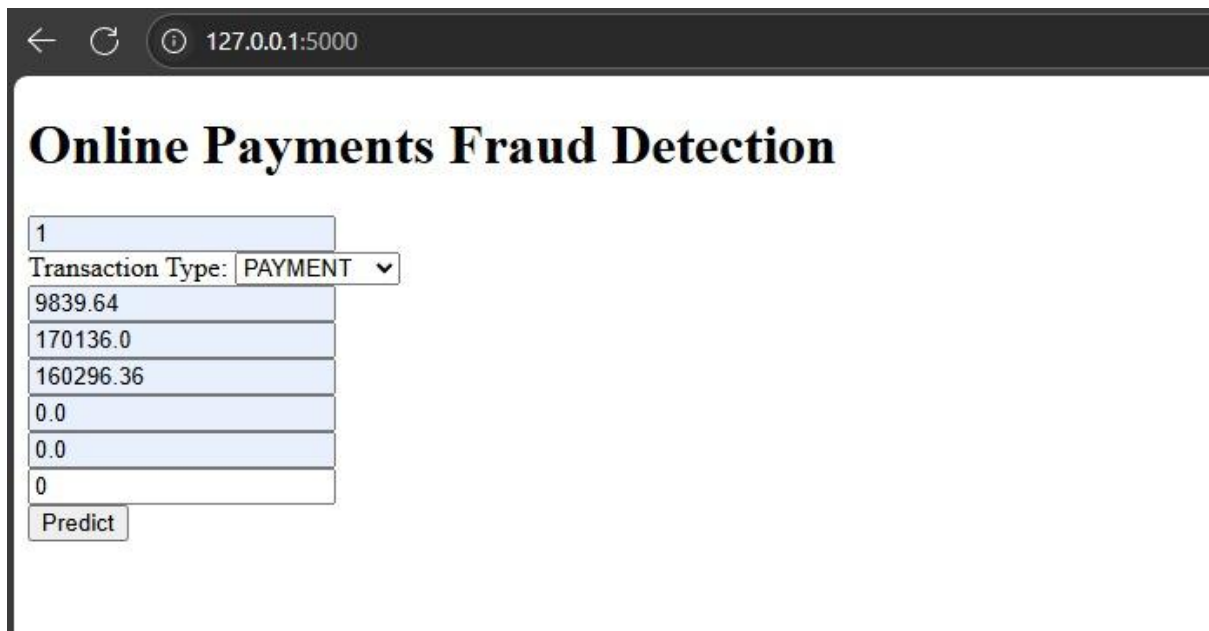 127.0.0.1:5000
Online Payments Fraud Detection
1
Transaction Type: PAYMENT
9839.64
170136.0
160296.36
0.0
0.0
0
Predict